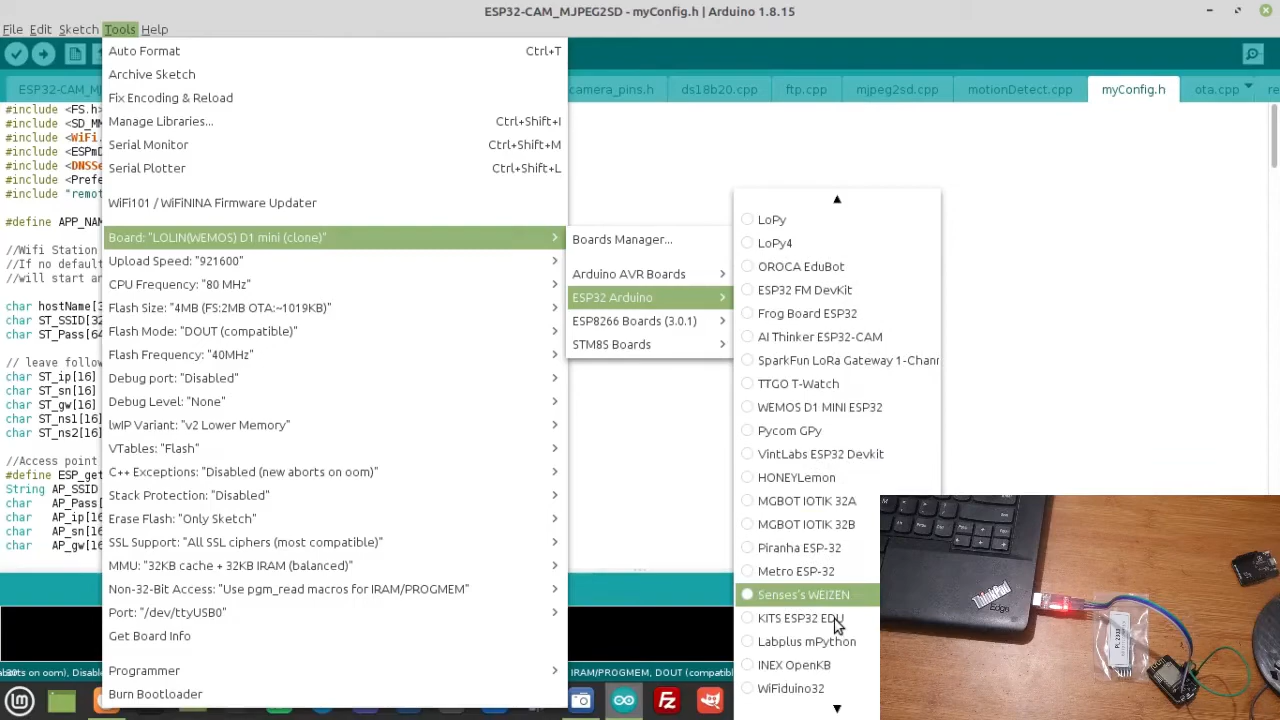 ESP32-CAM_MJPEG2SD - myConfig.h | Arduino 1.8.15
File Edit Sketch Tools Help
ESP32-CAM_MJ
camera_pins.h
ds18b20.cpp
ftp.cpp
mjpeg2sd.cpp
motionDetect.cpp
myConfig.h
ota.cpp
re
#include <FS.h>
#include <SD_MM
#include <WiFi.
#include <ESPmD
#include <DNSSe
#include <Prefe
#include "remot
#define APP_NAM
//Wifi Station
//If no default
//will start an
char hostName[3
char ST_SSID[32
char ST_Pass[64
// leave follow
char ST_ip[16]
char ST_sn[16]
char ST_gw[16]
char ST_ns1[16]
char ST_ns2[16]
//Access point
#define ESP_get
String AP_SSID
char AP_Pass[
char AP_ip[16
char AP_sn[16
char AP_gw[16
Auto Format Ctrl+T
Archive Sketch
Fix Encoding & Reload
Manage Libraries... Ctrl+Shift+I
Serial Monitor Ctrl+Shift+M
Serial Plotter Ctrl+Shift+L
WiFi101 / WiFiNINA Firmware Updater
Board: "LOLIN(WEMOS) D1 mini (clone)"
Upload Speed: "921600"
CPU Frequency: "80 MHz"
Flash Size: "4MB (FS:2MB OTA:~1019KB)"
Flash Mode: "DOUT (compatible)"
Flash Frequency: "40MHz"
Debug port: "Disabled"
Debug Level: "None"
lwIP Variant: "v2 Lower Memory"
VTables: "Flash"
C++ Exceptions: "Disabled (new aborts on oom)"
Stack Protection: "Disabled"
Erase Flash: "Only Sketch"
SSL Support: "All SSL ciphers (most compatible)"
MMU: "32KB cache + 32KB IRAM (balanced)"
Non-32-Bit Access: "Use pgm_read macros for IRAM/PROGMEM"
Port: "/dev/ttyUSB0"
Get Board Info
Programmer
Burn Bootloader
Boards Manager...
Arduino AVR Boards
ESP32 Arduino
ESP8266 Boards (3.0.1)
STM8S Boards
LoPy
LoPy4
OROCA EduBot
ESP32 FM DevKit
Frog Board ESP32
AI Thinker ESP32-CAM
SparkFun LoRa Gateway 1-Chann
TTGO T-Watch
WEMOS D1 MINI ESP32
Pycom GPy
VintLabs ESP32 Devkit
HONEYLemon
MGBOT IOTIK 32A
MGBOT IOTIK 32B
Piranha ESP-32
Metro ESP-32
Senses's WEIZEN
KITS ESP32 EDU
Labplus mPython
INEX OpenKB
WiFiduino32
aborts on oom), Disable
IRAM/PROGMEM, DOUT (compatibl
ThinkPad
Edge